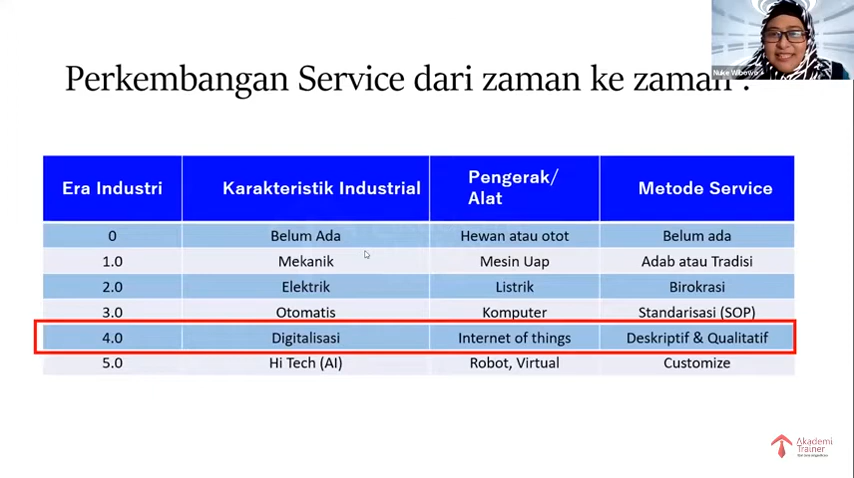 Nuke Wibowo
Perkembangan Service dari zaman ke zaman :
Era Industri Karakteristik Industrial Pengerak/ Alat Metode Service
0 Belum Ada Hewan atau otot Belum ada
1.0 Mekanik Mesin Uap Adab atau Tradisi
2.0 Elektrik Listrik Birokrasi
3.0 Otomatis Komputer Standarisasi (SOP)
4.0 Digitalisasi Internet of things Deskriptif & Qualitatif
5.0 Hi Tech (AI) Robot, Virtual Customize
Akademi
Trainer